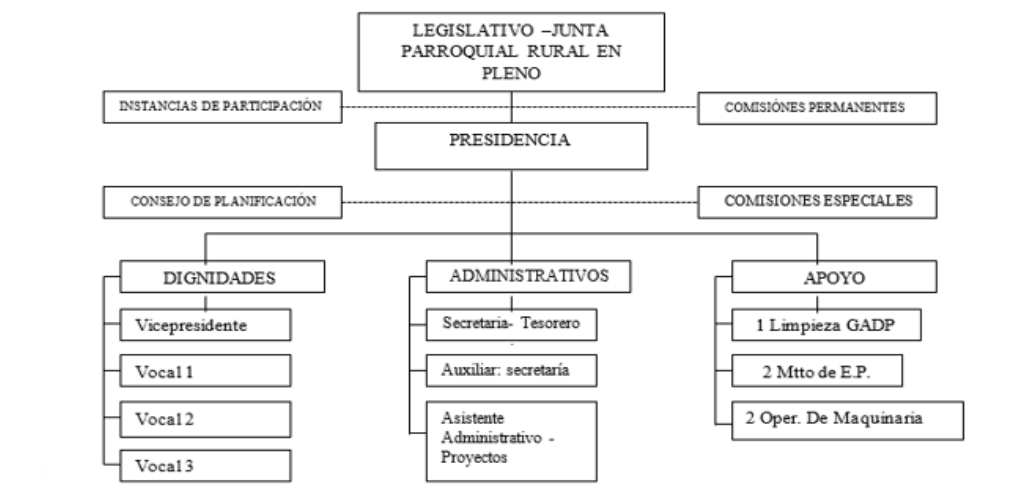 LEGISLATIVO –JUNTA
PARROQUIAL RURAL EN
PLENO
INSTANCIAS DE PARTICIPACIÓN
COMISIÓNES PERMANENTES
PRESIDENCIA
CONSEJO DE PLANIFICACIÓN
COMISIONES ESPECIALES
DIGNIDADES
ADMINISTRATIVOS
APOYO
Vicepresidente
Secretaria- Tesorero
1 Limpieza GADP
Vocal 1
Auxiliar: secretaría
2 Mtto de E.P.
Vocal 2
Asistente
Administrativo -
Proyectos
2 Oper. De Maquinaria
Vocal 3